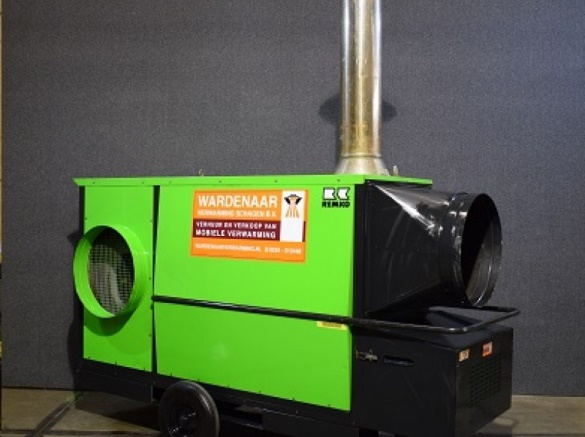 WARDENAAR
VERWARMING SCHAGEN B.V.
VERHUUR EN VERKOOP VAN
MOBIELE VERWARMING
REMKO